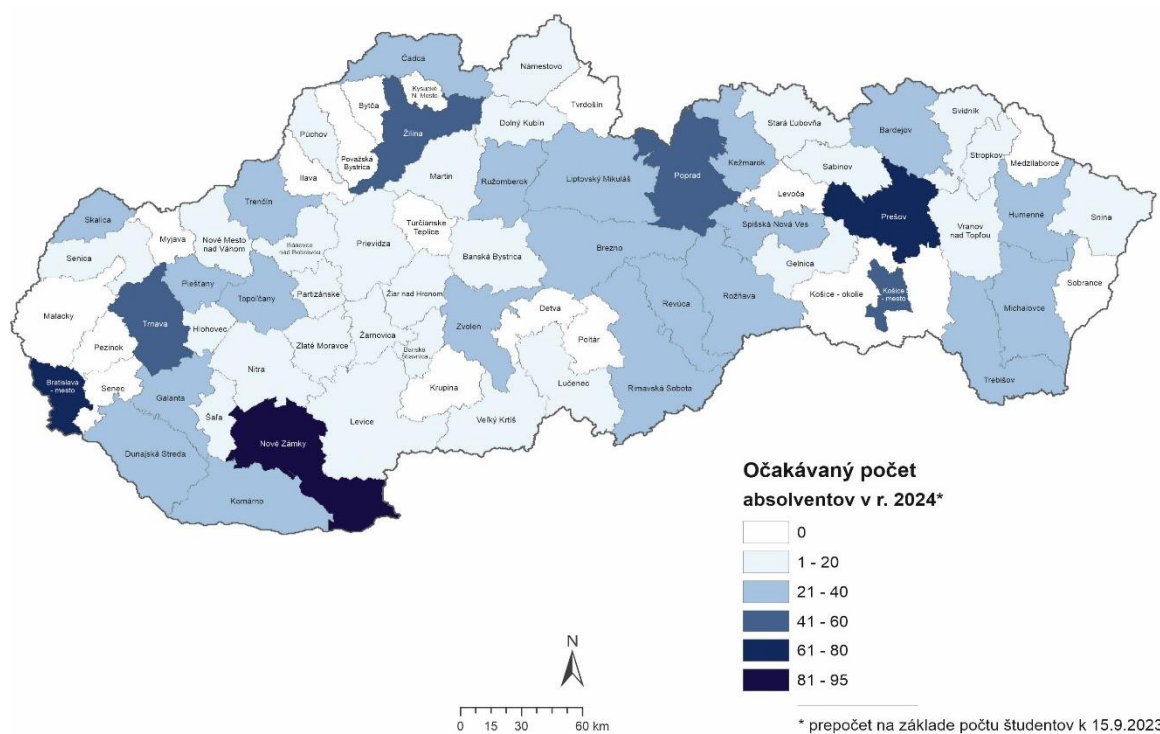 Čadca
Námestovo
Kysucké
N. Mesto
Tvrdošín
Bytča
Dolný Kubín
Stará Ľubovňa
Svidník
Bardejov
Púchov
Žilina
Stropkov
Kežmarok
Sabinov
Medzilaborce
Považská
Bystrica
Martin
Ružomberok
Liptovský Mikuláš
Poprad
Ilava
Levoča
Trenčín
Turčianske
Teplice
Prešov
Humenné
Snina
Skalica
Spišská Nová Ves
Vranov
nad Topľou
Myjava
Nové Mesto
nad Váhom
Bánovce
nad Bebravou
Prievidza
Brezno
Banská Bystrica
Gelnica
Senica
Košice - okolie
Košice -
mesto
Sobrance
Piešťany
Topoľčany
Partizánske
Žiar nad Hronom
Revúca
Rožňava
Michalovce
Malacky
Trnava
Hlohovec
Zvolen
Detva
Žarnovica
Pezinok
Zlaté Moravce
Banská
Štiavnica
Poltár
Nitra
Bratislava
- mesto
Senec
Krupina
Lučenec
Rimavská Sobota
Trebišov
Galanta
Šaľa
Levice
Veľký Krtíš
Nové Zámky
Dunajská Streda
Komárno
Očakávaný počet
absolventov v r. 2024*
0
1 - 20
21 - 40
41 - 60
61 - 80
81 - 95
N
0 15 30 60 km
* prepočet na základe počtu študentov k 15.9.2023